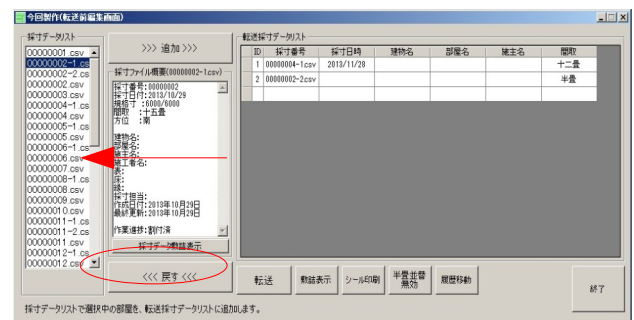 今回製作(転送前編集画面)
採寸データリスト
00000001.csv
00000002-1.cs
00000002-2.cs
00000002.csv
00000003.csv
00000004-1.cs
00000004.csv
00000005-1.cs
00000005.csv
00000006-1.cs
00000006.csv
00000007.csv
00000008-1.cs
00000008.csv
00000009.csv
00000010.csv
00000011-1.cs
00000011-2.cs
00000011.csv
00000012-1.cs
00000012.csv
>>> 追加 >>>
採寸ファイル概要(00000002-1.csv)
採寸番号:00000002
採寸日付:2013/10/29
規格寸 :6000/6000
間取 :十五畳
方位 :南
建物名:
部屋名:
施主名:
施工者名:
表:
床:
縁:
採寸担当:
作成日付:2013年10月29日
最終更新:2013年10月29日
作業進捗:割付済
採寸データ敷詰表示
<<< 戻す <<<
転送採寸データリスト
ID 採寸番号 採寸日時 建物名 部屋名 施主名 間取
1 00000004-1.csv 2013/11/28 十二畳
2 00000002-2.csv 半畳
転送
敷詰表示
シール印刷
半畳並替
無効
履歴移動
終了
採寸データリストで選択中の部屋を、転送採寸データリストに追加します。